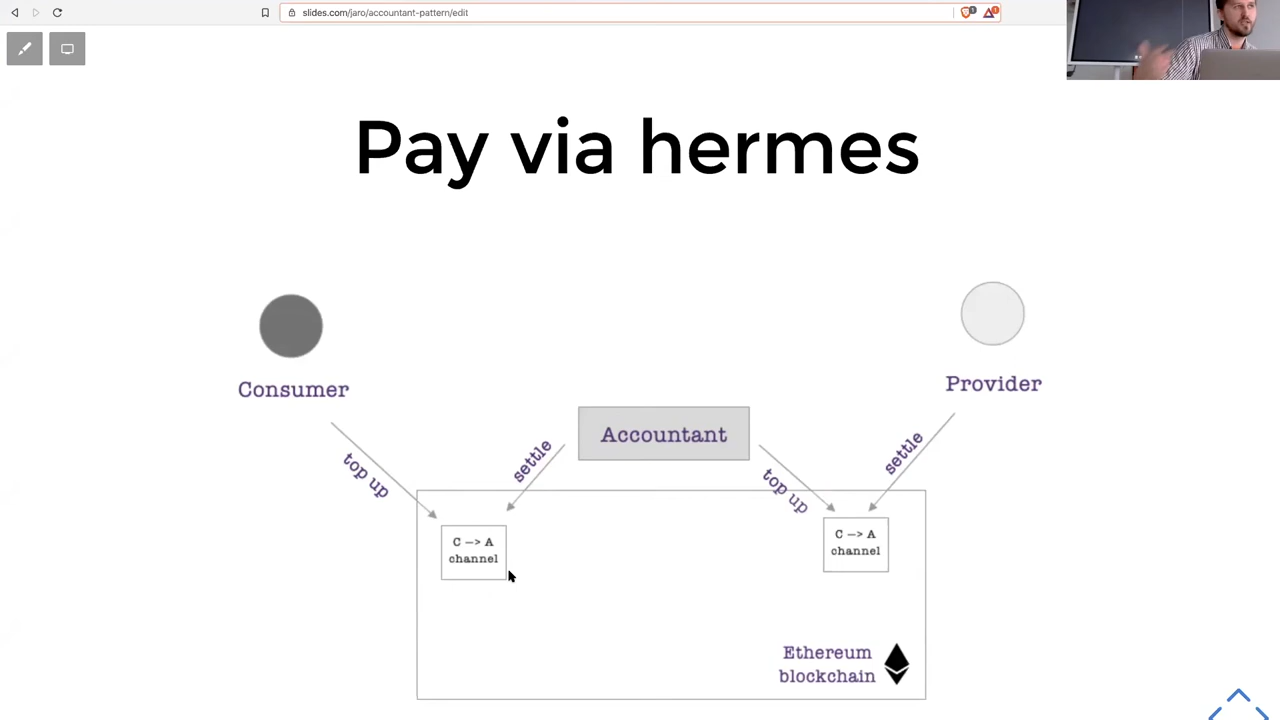 slides.com/jaro/accountant-pattern/edit
Pay via hermes
Consumer
Provider
Accountant
top up
settle
top up
settle
C —> A
channel
C —> A
channel
Ethereum
blockchain